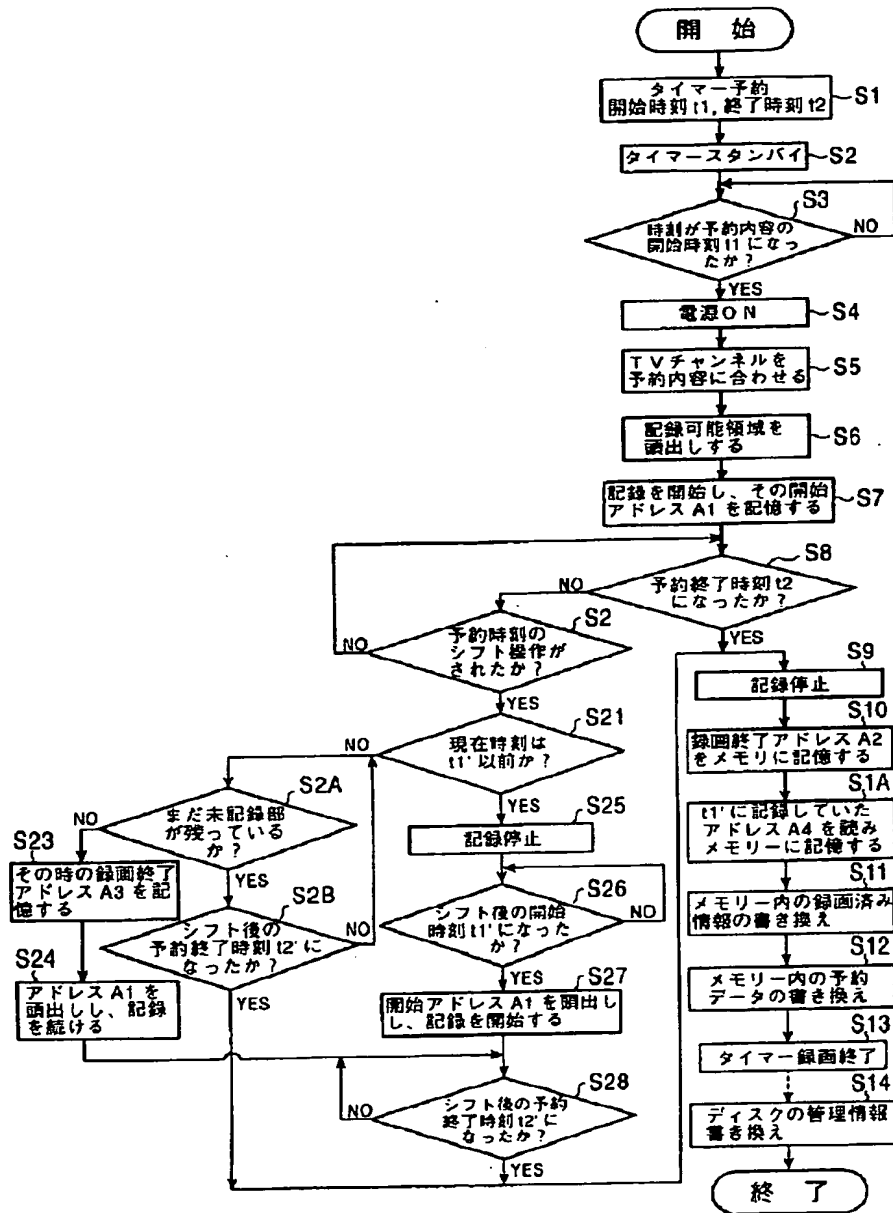 開始
タイマー予約
開始時刻t1,終了時刻t2
S1
タイマースタンバイ
S2
S3
時刻が予約内容の
開始時刻t1になっ
たか?
NO
YES
電源ON
S4
TVチャンネルを
予約内容に合わせる
S5
記録可能領域を
頭出しする
S6
記録を開始し、その開始
アドレスA1を記憶する
S7
S8
予約終了時刻t2
になったか?
NO
YES
S2
予約時刻の
シフト操作が
されたか?
NO
YES
S21
現在時刻は
t1'以前か?
NO
YES
S2A
まだ未記録部
が残っている
か?
NO
YES
S23
その時の録画終了
アドレスA3を記
憶する
S2B
シフト後の
予約終了時刻t2'に
なったか?
NO
YES
S24
アドレスA1を
頭出しし、記録
を続ける
S25
記録停止
S26
シフト後の開始
時刻t1'になった
か?
NO
YES
S27
開始アドレスA1を頭出し
し、記録を開始する
S28
シフト後の予約
終了時刻t2'に
なったか?
NO
YES
S9
記録停止
S10
録画終了アドレスA2
をメモリに記憶する
S1A
t1'に記録していた
アドレスA4を読み
メモリーに記憶する
S11
メモリー内の録画済み
情報の書き換え
S12
メモリー内の予約
データの書き換え
S13
タイマー録画終了
S14
ディスクの管理情報
書き換え
終了